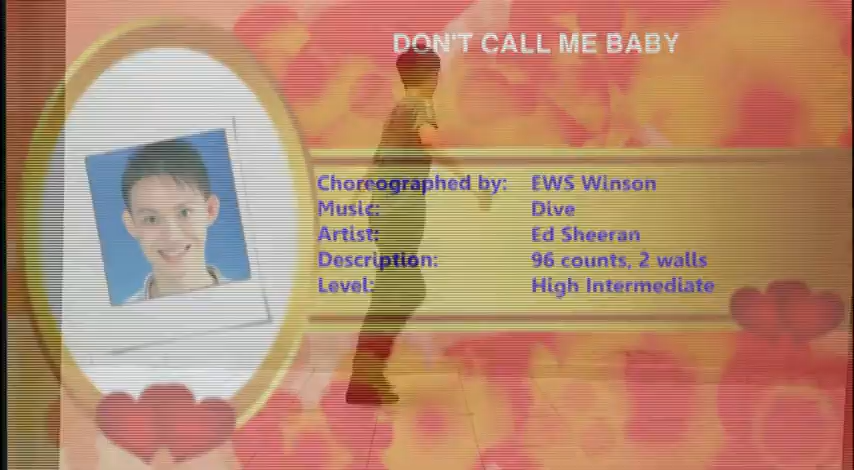 DON'T CALL ME BABY
Choreographed by: EWS Winson
Music: Dive
Artist: Ed Sheeran
Description: 96 counts, 2 walls
Level: High Intermediate